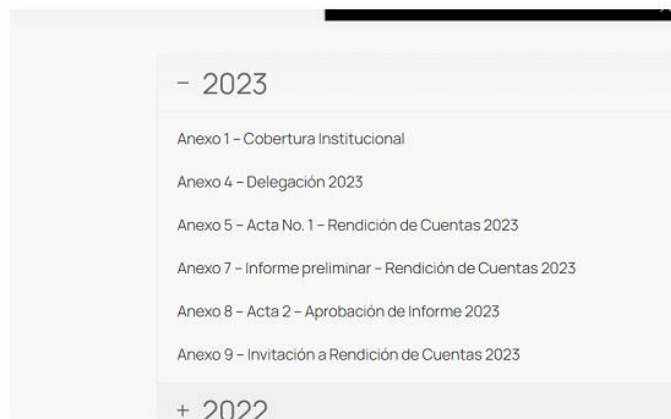 − 2023
Anexo 1 – Cobertura Institucional
Anexo 4 – Delegación 2023
Anexo 5 – Acta No. 1 – Rendición de Cuentas 2023
Anexo 7 – Informe preliminar – Rendición de Cuentas 2023
Anexo 8 – Acta 2 – Aprobación de Informe 2023
Anexo 9 – Invitación a Rendición de Cuentas 2023
+ 2022